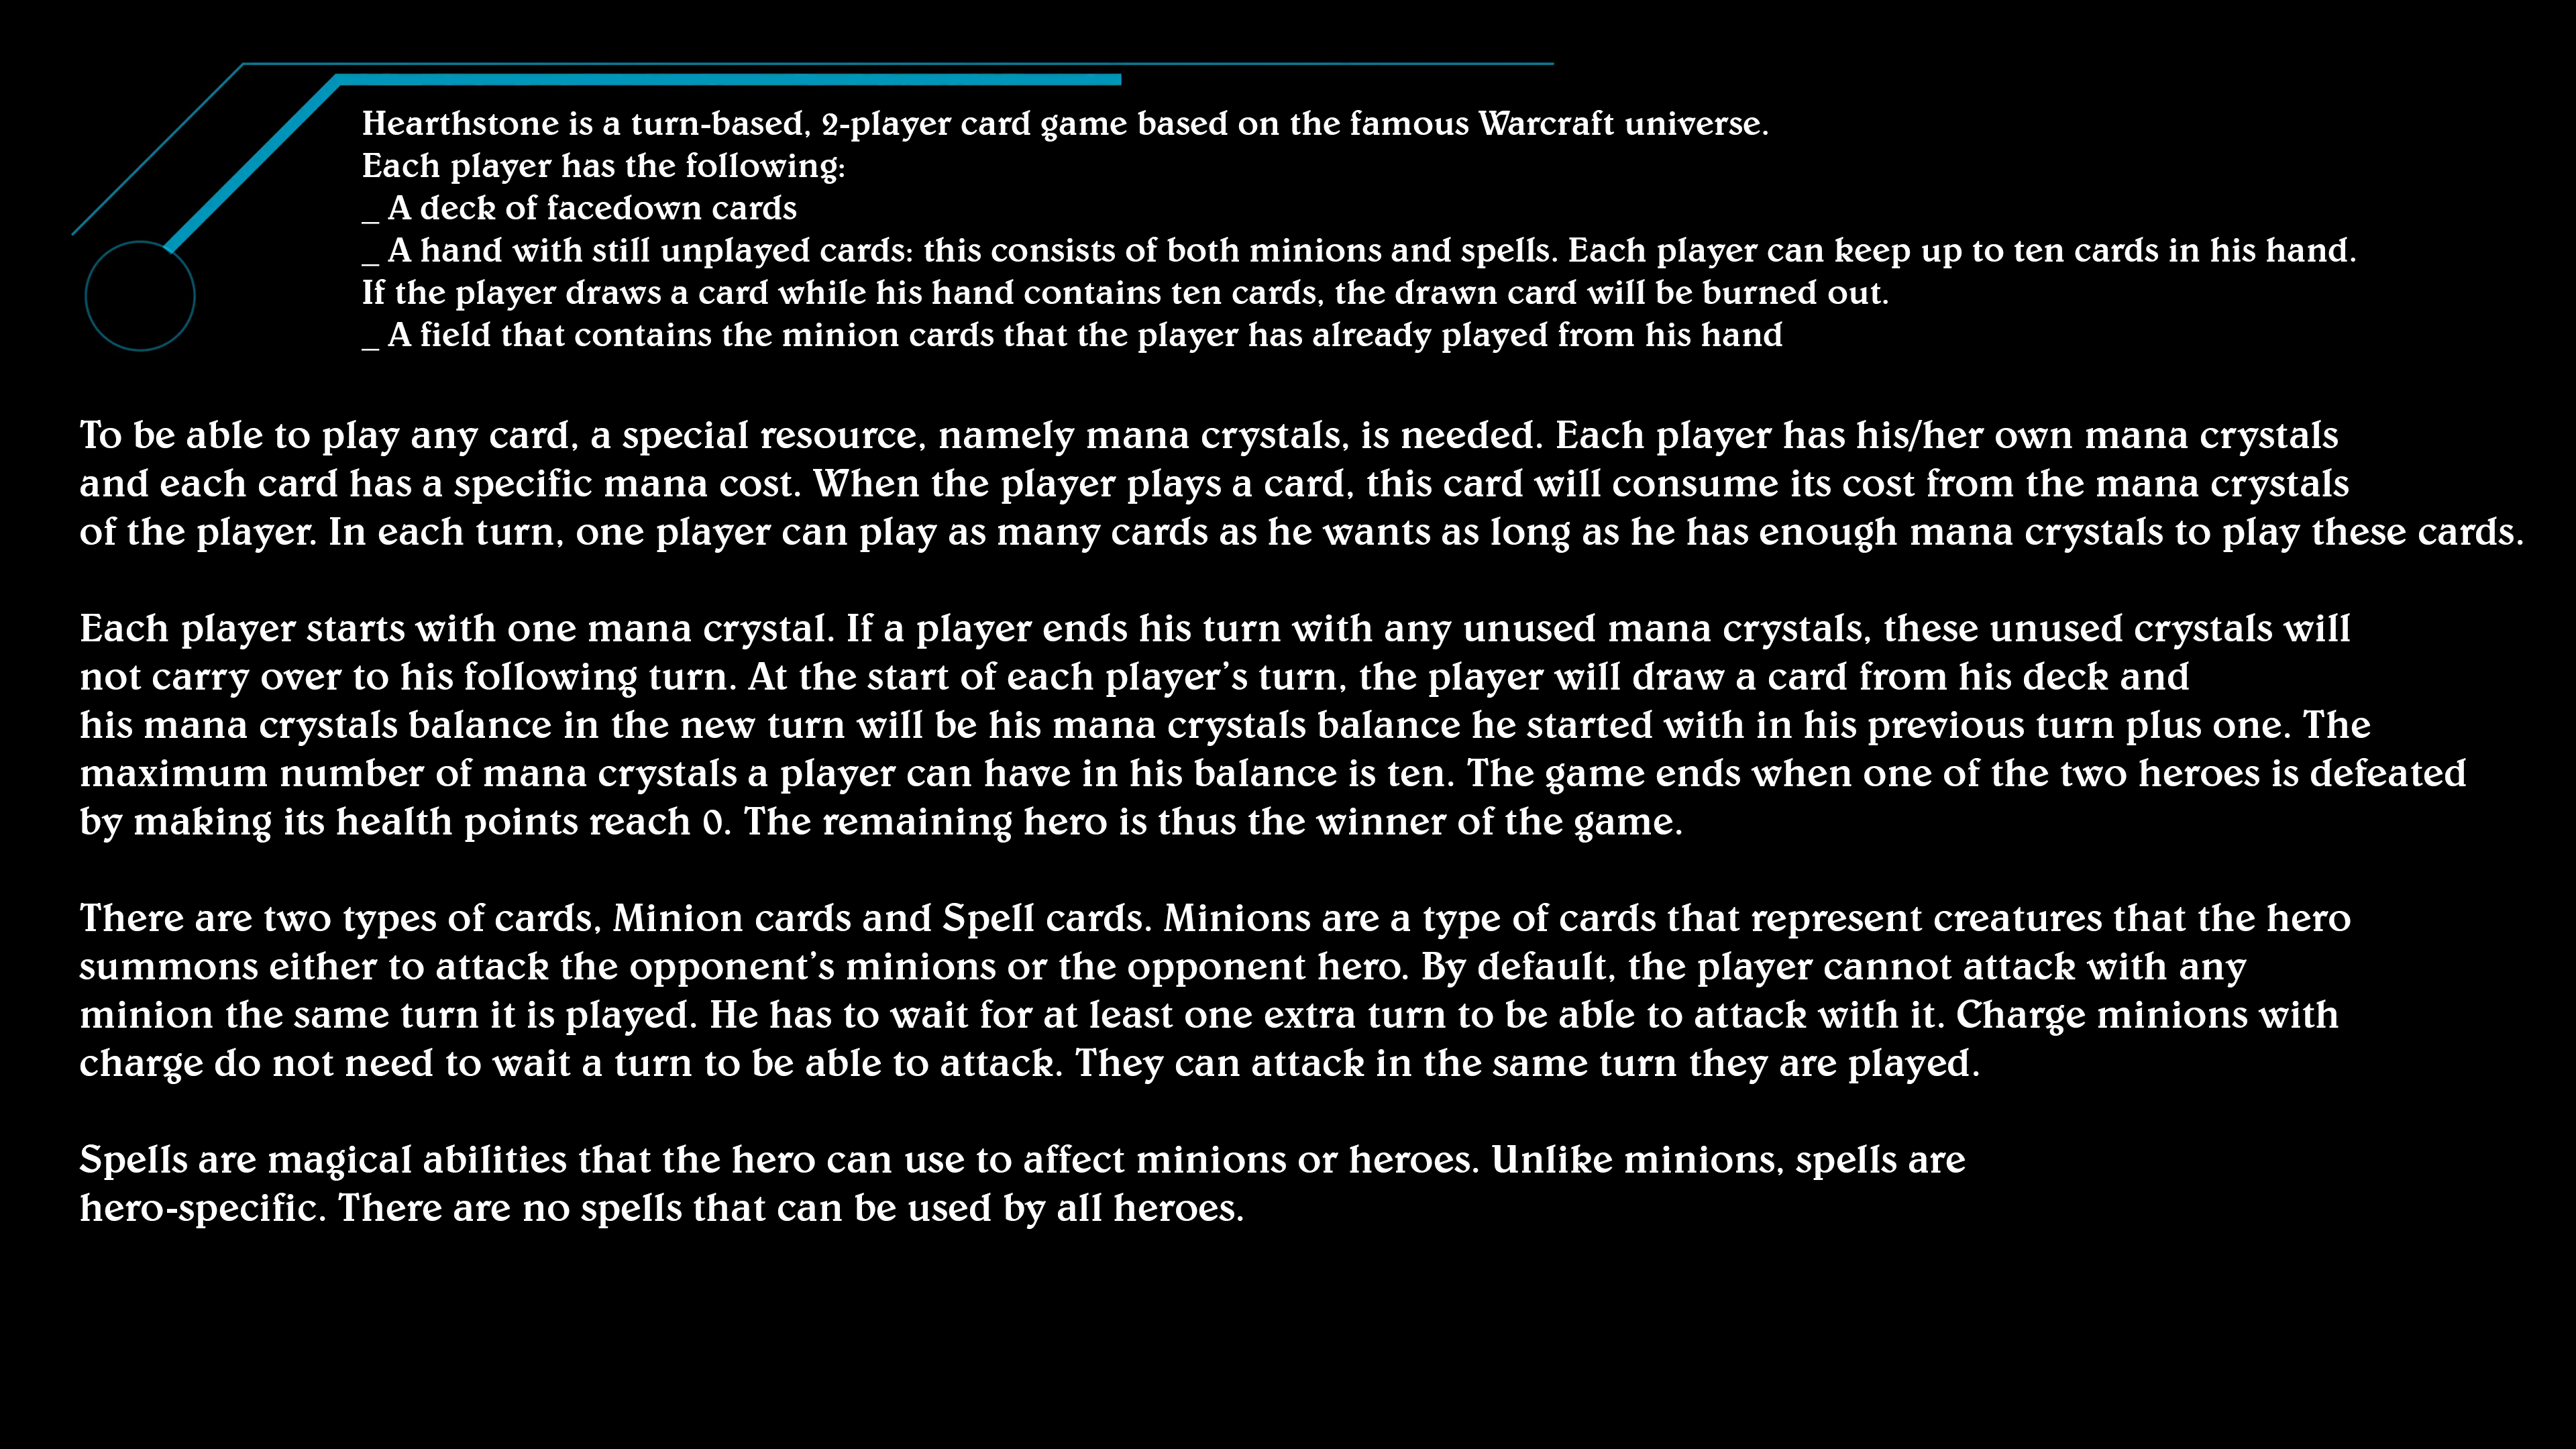 Hearthstone is a turn-based, 2-player card game based on the famous Warcraft universe.
Each player has the following:
_ A deck of facedown cards
_ A hand with still unplayed cards: this consists of both minions and spells. Each player can keep up to ten cards in his hand.
If the player draws a card while his hand contains ten cards, the drawn card will be burned out.
_ A field that contains the minion cards that the player has already played from his hand
To be able to play any card, a special resource, namely mana crystals, is needed. Each player has his/her own mana crystals
and each card has a specific mana cost. When the player plays a card, this card will consume its cost from the mana crystals
of the player. In each turn, one player can play as many cards as he wants as long as he has enough mana crystals to play these cards.
Each player starts with one mana crystal. If a player ends his turn with any unused mana crystals, these unused crystals will
not carry over to his following turn. At the start of each player's turn, the player will draw a card from his deck and
his mana crystals balance in the new turn will be his mana crystals balance he started with in his previous turn plus one. The
maximum number of mana crystals a player can have in his balance is ten. The game ends when one of the two heroes is defeated
by making its health points reach 0. The remaining hero is thus the winner of the game.
There are two types of cards, Minion cards and Spell cards. Minions are a type of cards that represent creatures that the hero
summons either to attack the opponent's minions or the opponent hero. By default, the player cannot attack with any
minion the same turn it is played. He has to wait for at least one extra turn to be able to attack with it. Charge minions with
charge do not need to wait a turn to be able to attack. They can attack in the same turn they are played.
Spells are magical abilities that the hero can use to affect minions or heroes. Unlike minions, spells are
hero-specific. There are no spells that can be used by all heroes.